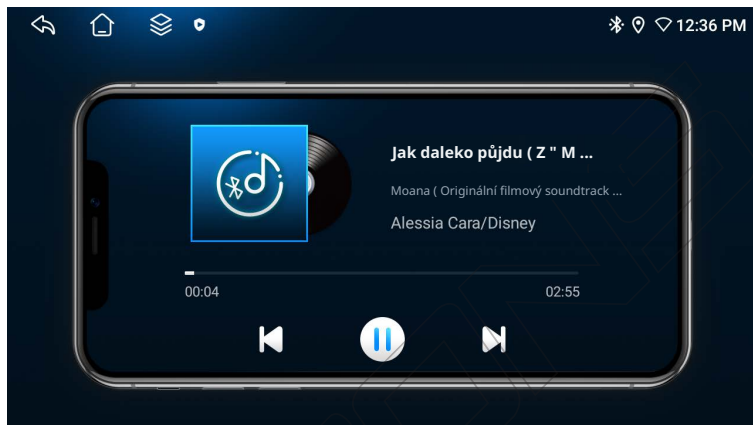 12:36 PM
Jak daleko půjdu ( Z " M ...
Moana ( Originální filmový soundtrack ...
Alessia Cara/Disney
00:04
02:55